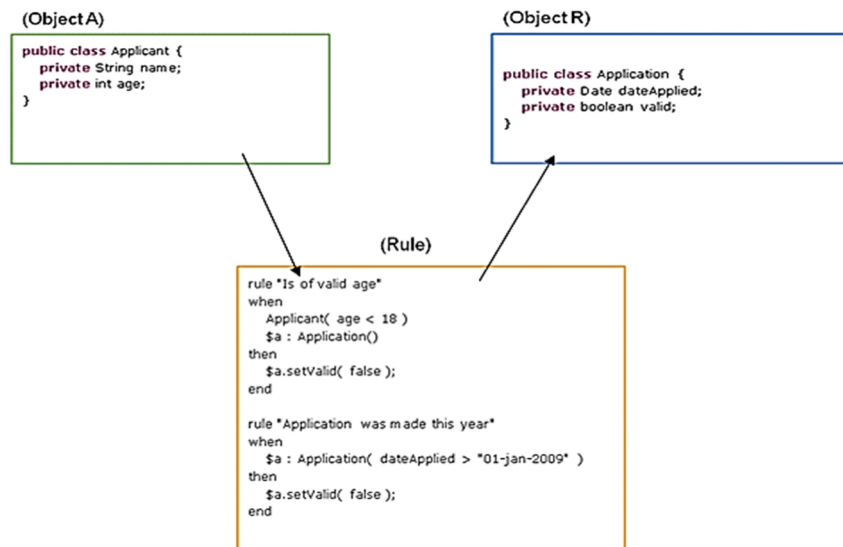 (Object A)
public class Applicant {
private String name;
private int age;
}
(Object R)
public class Application {
private Date dateApplied;
private boolean valid;
}
(Rule)
rule "Is of valid age"
when
Applicant( age < 18 )
$a : Application()
then
$a.setValid( false );
end
rule "Application was made this year"
when
$a : Application( dateApplied > "01-jan-2009" )
then
$a.setValid( false );
end